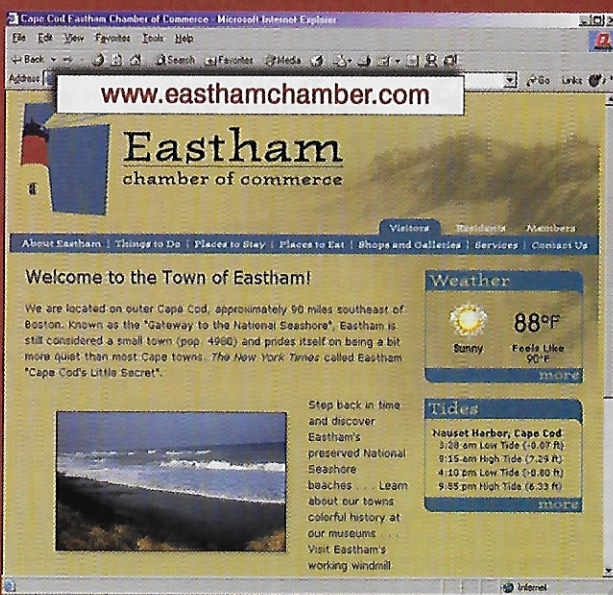 Cape Cod Eastham Chamber of Commerce - Microsoft Internet Explorer
File Edit View Favorites Tools Help
Back Search Favorites Media
Address Go Links
www.easthamchamber.com
Eastham
chamber of commerce
Visitors Residents Members
About Eastham | Things to Do | Places to Stay | Places to Eat | Shops and Galleries | Services | Contact Us
Welcome to the Town of Eastham!
We are located on outer Cape Cod, approximately 90 miles southeast of
Boston. Known as the "Gateway to the National Seashore", Eastham is
still considered a small town (pop. 4980) and prides itself on being a bit
more quiet than most Cape towns. The New York Times called Eastham
"Cape Cod's Little Secret".
Step back in time
and discover
Eastham's
preserved National
Seashore
beaches . . . Learn
about our towns
colorful history at
our museums . . .
Visit Eastham's
working windmill
Weather
88°F
Sunny Feels Like
90°F
more
Tides
Nauset Harbor, Cape Cod
3:28 am Low Tide (-0.07 ft)
9:15 am High Tide (7.29 ft)
4:10 pm Low Tide (-0.80 ft)
9:55 pm High Tide (6.33 ft)
more
Internet